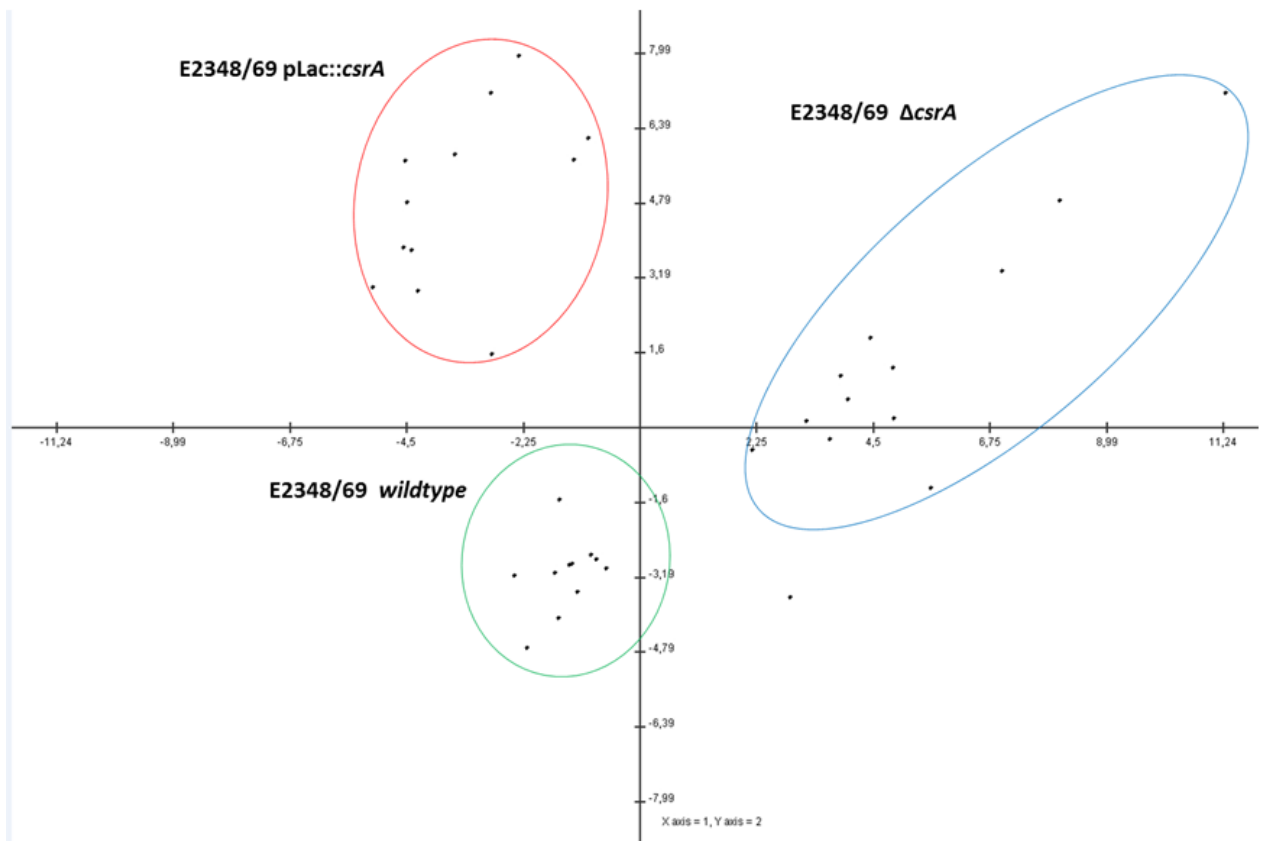 7,99
E2348/69 pLac::csrA
E2348/69 ΔcsrA
6,39
4,79
3,19
1,6
-11,24 -8,99 -6,75 -4,5 -2,25 2,25 4,5 6,75 8,99 11,24
E2348/69 wildtype
-1,6
-3,19
-4,79
-6,39
-7,99
X axis = 1, Y axis = 2